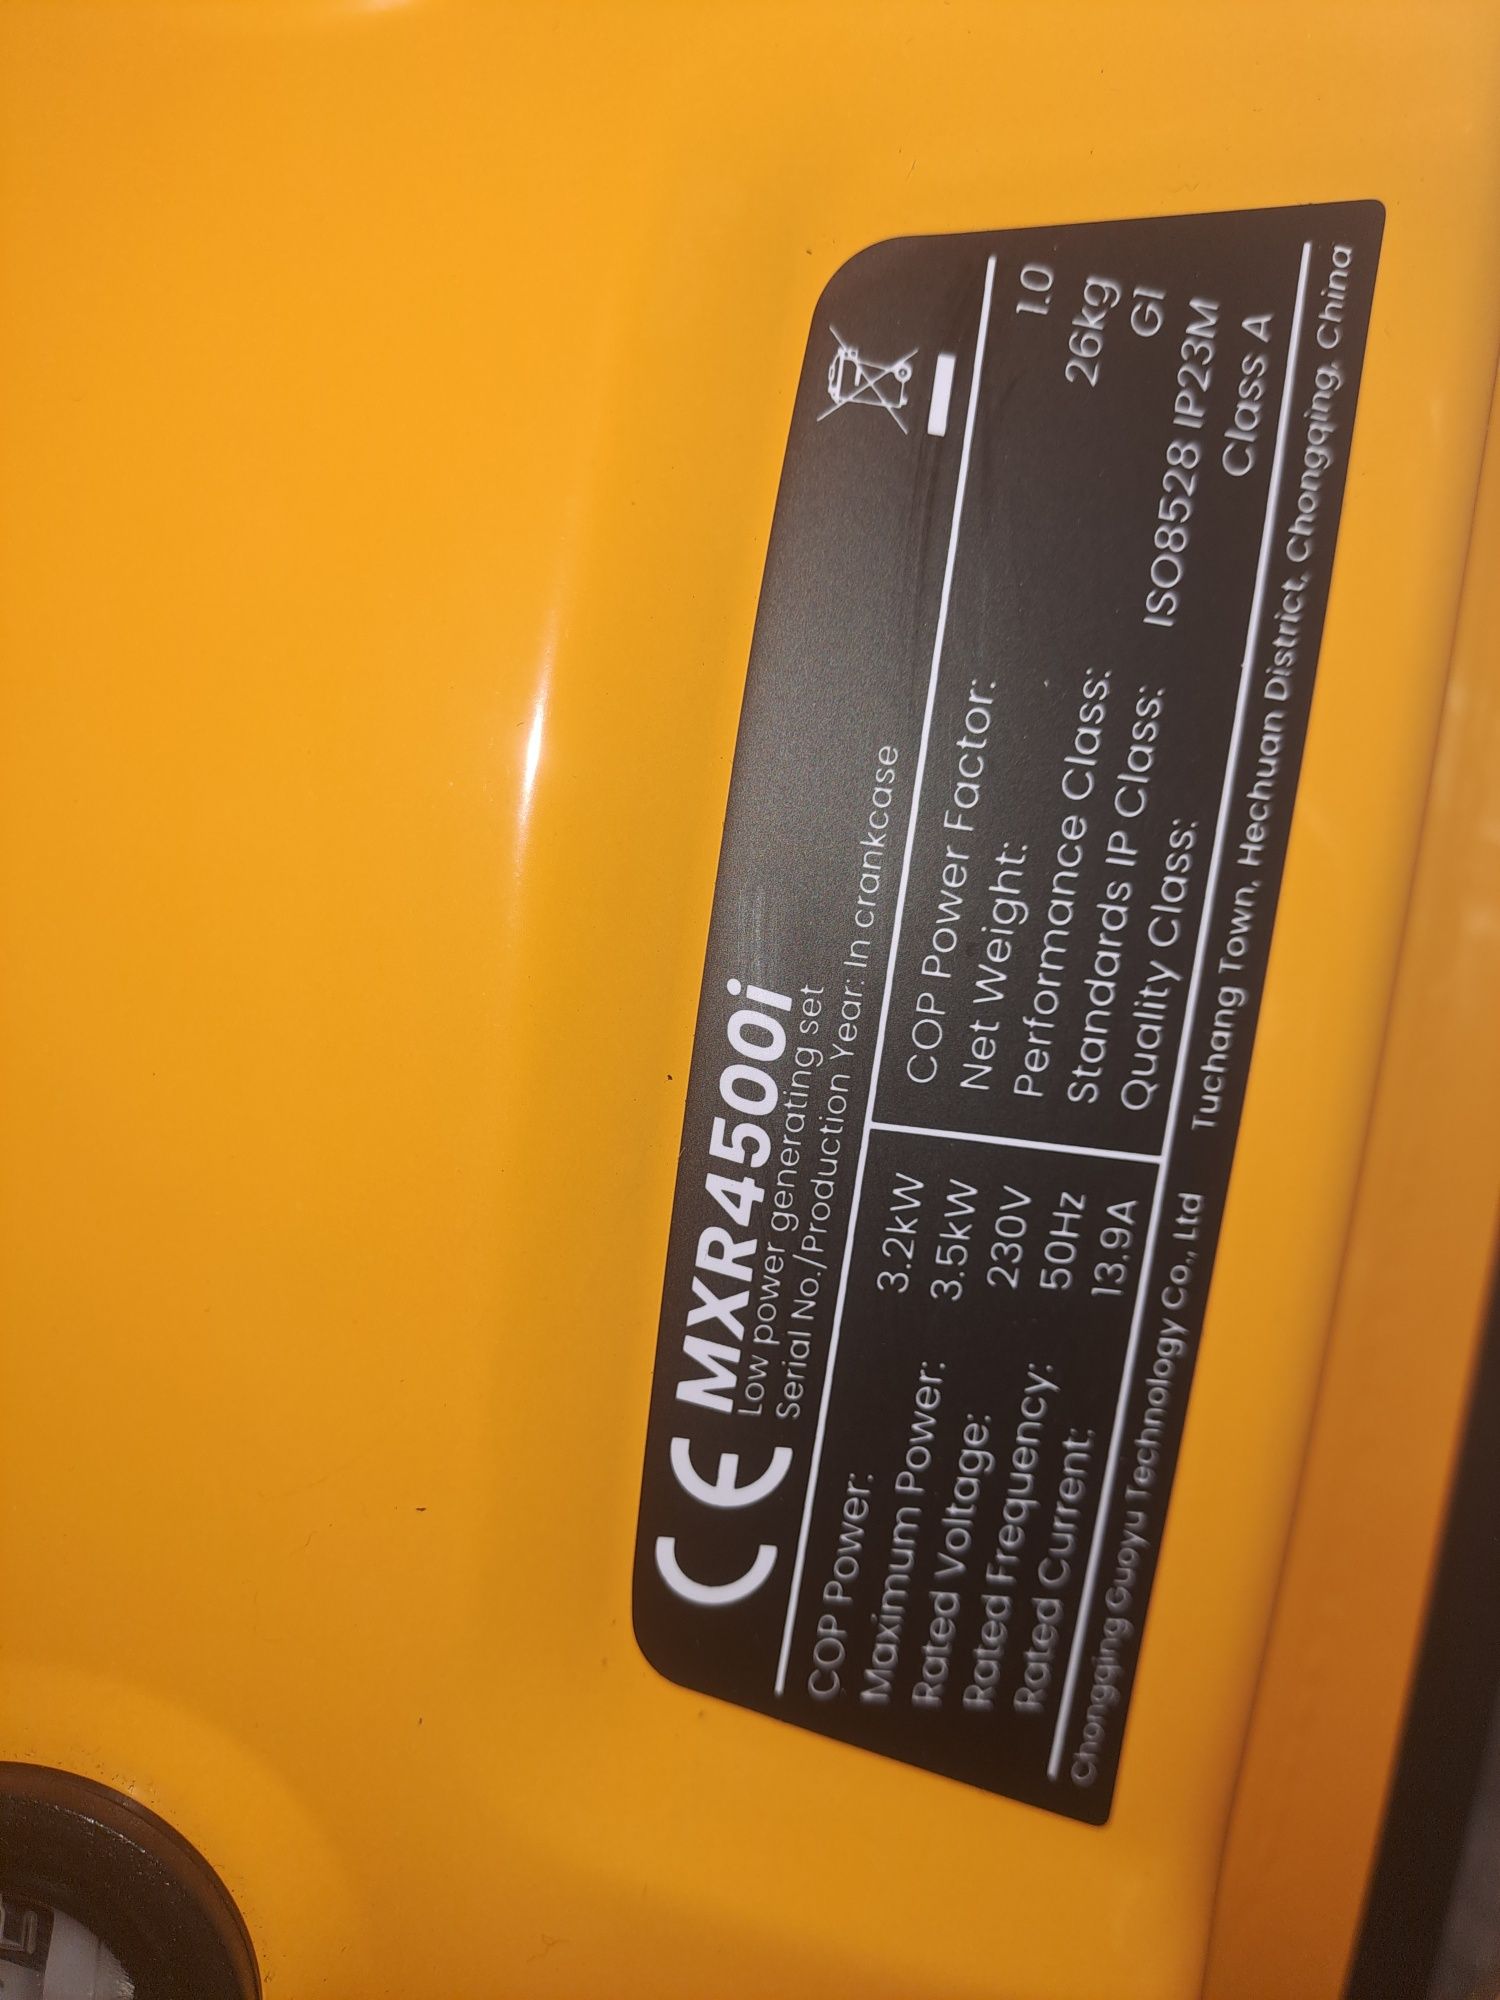 CE MXR4500i
Low power generating set
Serial No./Production Year: In crankcase
COP Power: 3.2kW
Maximum Power: 3.5kW
Rated Voltage: 230V
Rated Frequency: 50Hz
Rated Current: 13.9A
COP Power Factor: 1.0
Net Weight: 26kg
Performance Class: G1
Standards IP Class: ISO8528 IP23M
Quality Class: Class A
Chongqing Guoyu Technology Co., Ltd Tuchang Town, Hechuan District, Chongqing, China